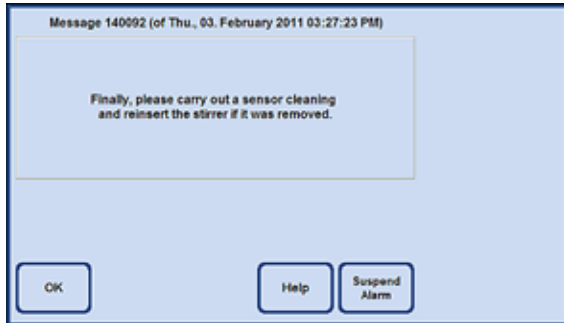 Message 140092 (of Thu., 03. February 2011 03:27:23 PM)
Finally, please carry out a sensor cleaning
and reinsert the stirrer if it was removed.
OK
Help
Suspend
Alarm